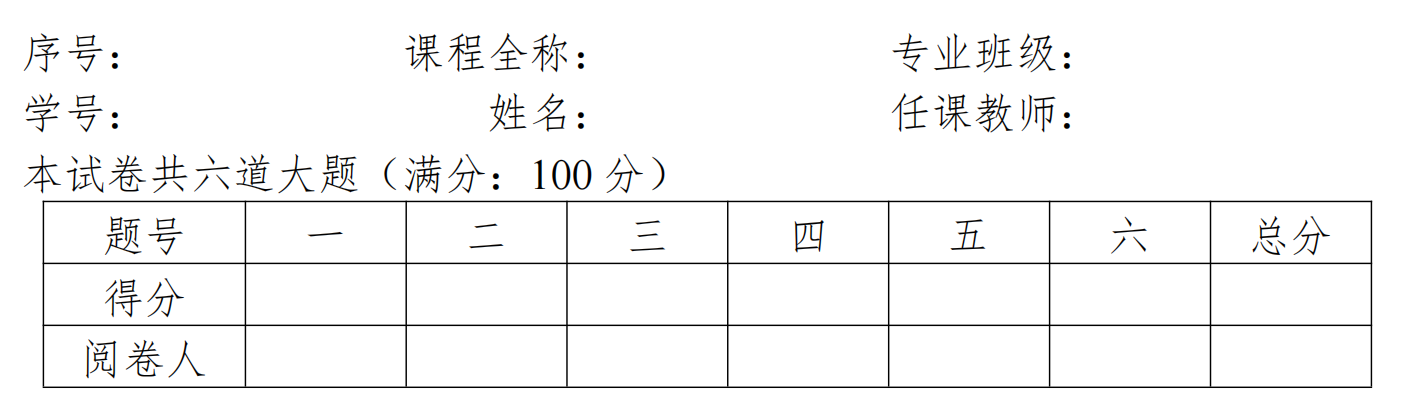 序号： 课程全称： 专业班级：
学号： 姓名： 任课教师：
本试卷共六道大题（满分：100 分）
题号 一 二 三 四 五 六 总分
得分
阅卷人